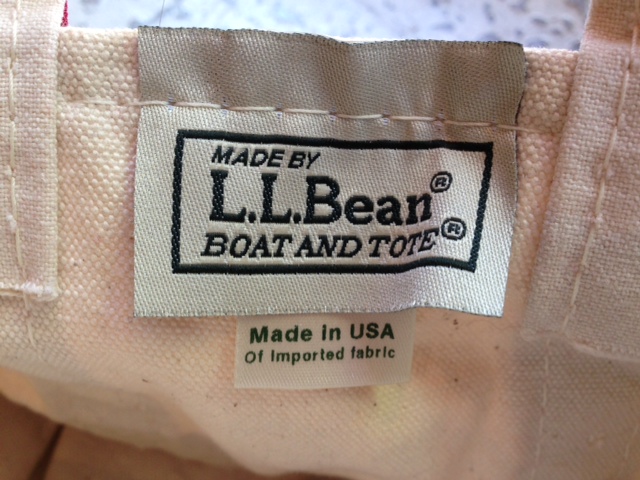 MADE BY
L.L.Bean®
BOAT AND TOTE®
Made in USA
Of Imported fabric